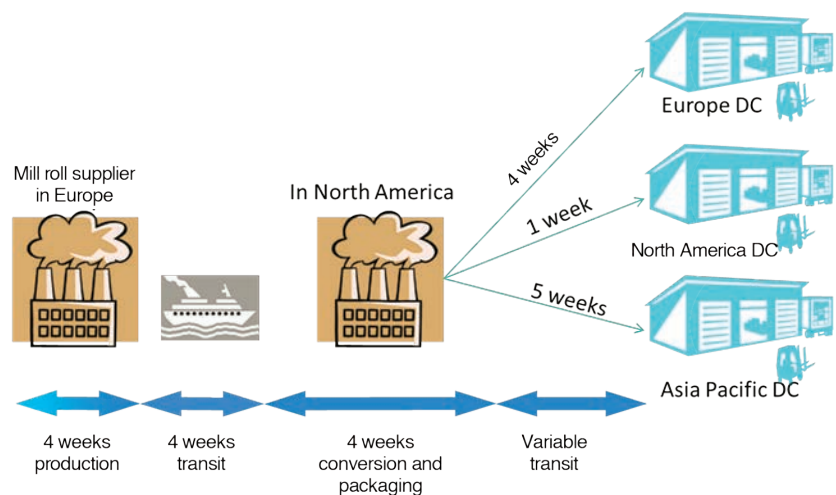 Mill roll supplier
in Europe
In North America
4 weeks
1 week
5 weeks
Europe DC
North America DC
Asia Pacific DC
4 weeks
production
4 weeks
transit
4 weeks
conversion and
packaging
Variable
transit